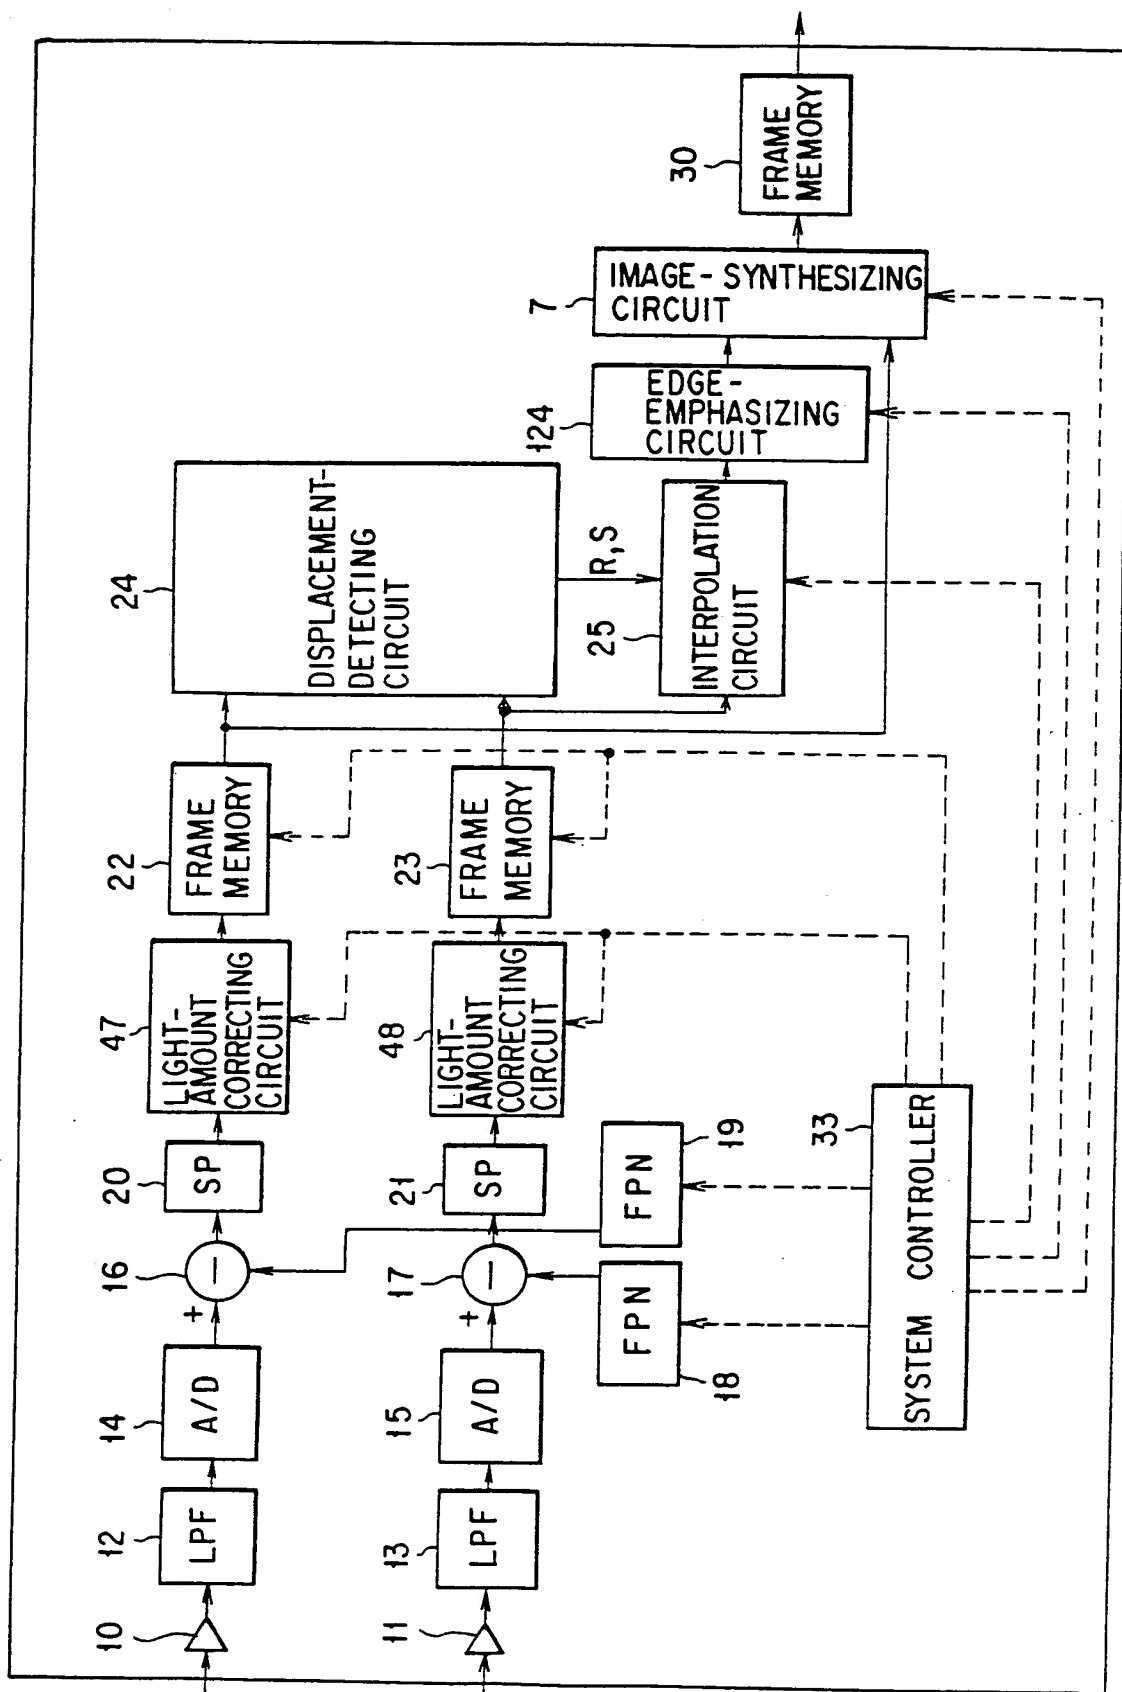 10
LPF
12
A/D
14
+
−
16
SP
20
LIGHT-
AMOUNT
CORRECTING
CIRCUIT
47
FRAME
MEMORY
22
DISPLACEMENT-
DETECTING
CIRCUIT
24
11
LPF
13
A/D
15
+
−
17
SP
21
LIGHT-
AMOUNT
CORRECTING
CIRCUIT
48
FRAME
MEMORY
23
R,S
FPN
18
FPN
19
INTERPOLATION
CIRCUIT
25
EDGE-
EMPHASIZING
CIRCUIT
124
IMAGE-SYNTHESIZING
CIRCUIT
7
FRAME
MEMORY
30
SYSTEM CONTROLLER
33